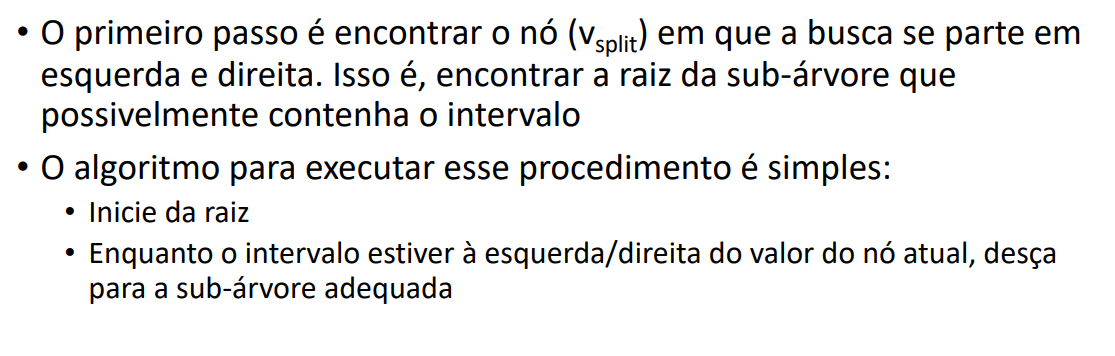 • O primeiro passo é encontrar o nó (vsplit) em que a busca se parte em
esquerda e direita. Isso é, encontrar a raiz da sub-árvore que
possivelmente contenha o intervalo
• O algoritmo para executar esse procedimento é simples:
• Inicie da raiz
• Enquanto o intervalo estiver à esquerda/direita do valor do nó atual, desça
para a sub-árvore adequada